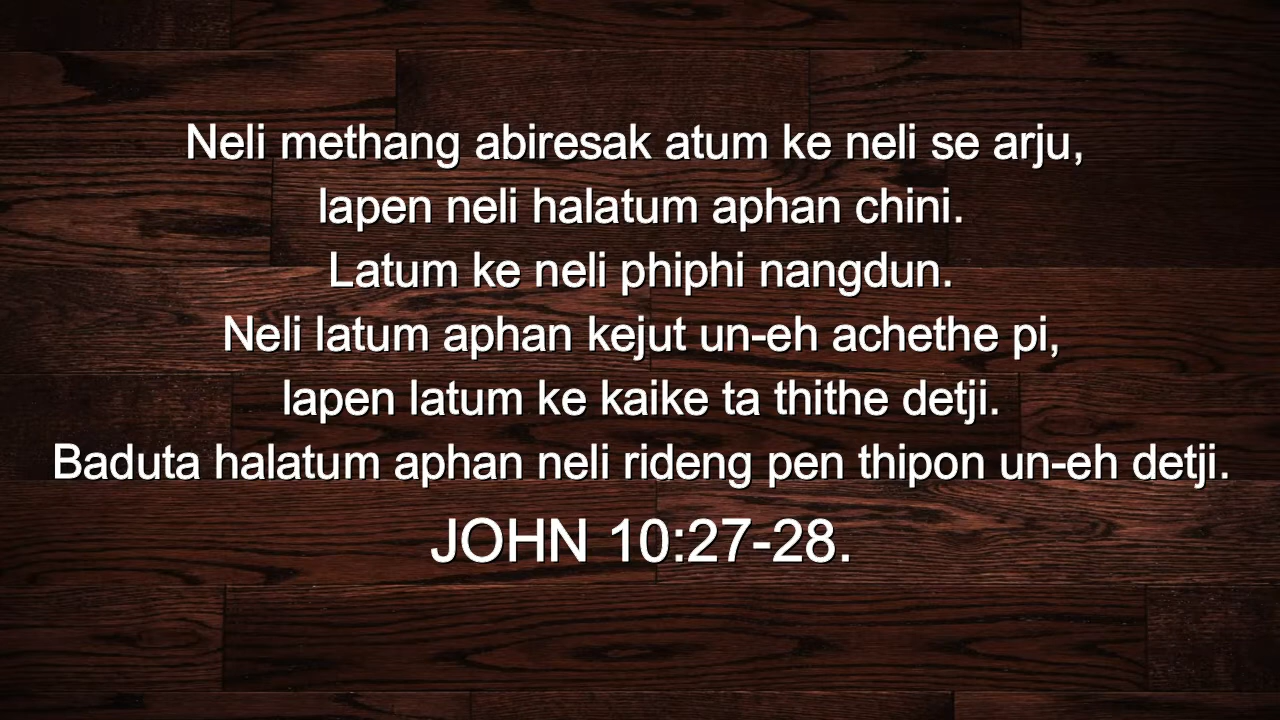 Neli methang abiresak atum ke neli se arju,
lapen neli halatum aphan chini.
Latum ke neli phiphi nangdun.
Neli latum aphan kejut un-eh achethe pi,
lapen latum ke kaike ta thithe detji.
Baduta halatum aphan neli rideng pen thipon un-eh detji.
JOHN 10:27-28.